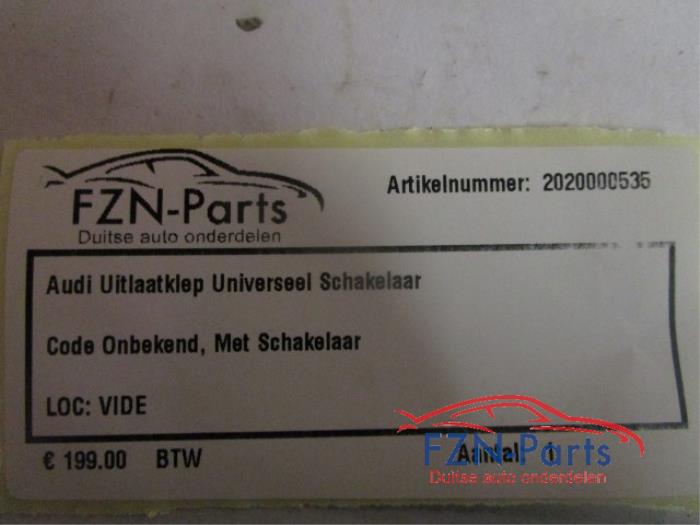 FZN-Parts
Duitse auto onderdelen
Artikelnummer: 2020000535
Audi Uitlaatklep Universeel Schakelaar
Code Onbekend, Met Schakelaar
LOC: VIDE
€ 199.00 BTW
Aantal: 1
FZN-Parts
Duitse auto onderdelen